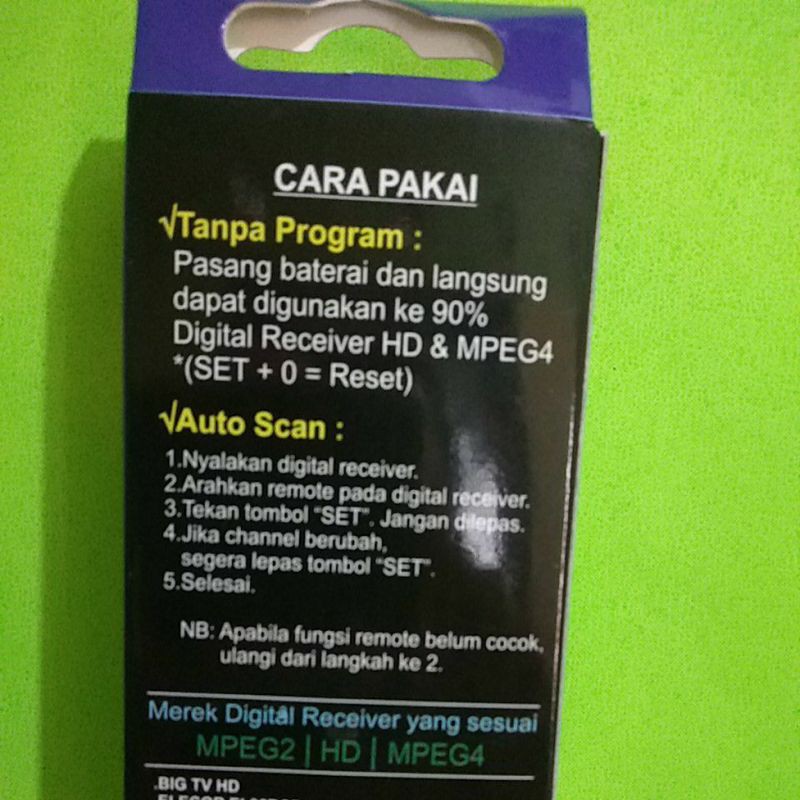 CARA PAKAI
√Tanpa Program :
Pasang baterai dan langsung
dapat digunakan ke 90%
Digital Receiver HD & MPEG4
*(SET + 0 = Reset)
√Auto Scan :
1.Nyalakan digital receiver.
2.Arahkan remote pada digital receiver.
3.Tekan tombol "SET". Jangan dilepas.
4.Jika channel berubah,
segera lepas tombol "SET".
5.Selesai.
NB: Apabila fungsi remote belum cocok,
ulangi dari langkah ke 2.
Merek Digital Receiver yang sesuai
MPEG2 | HD | MPEG4
.BIG TV HD